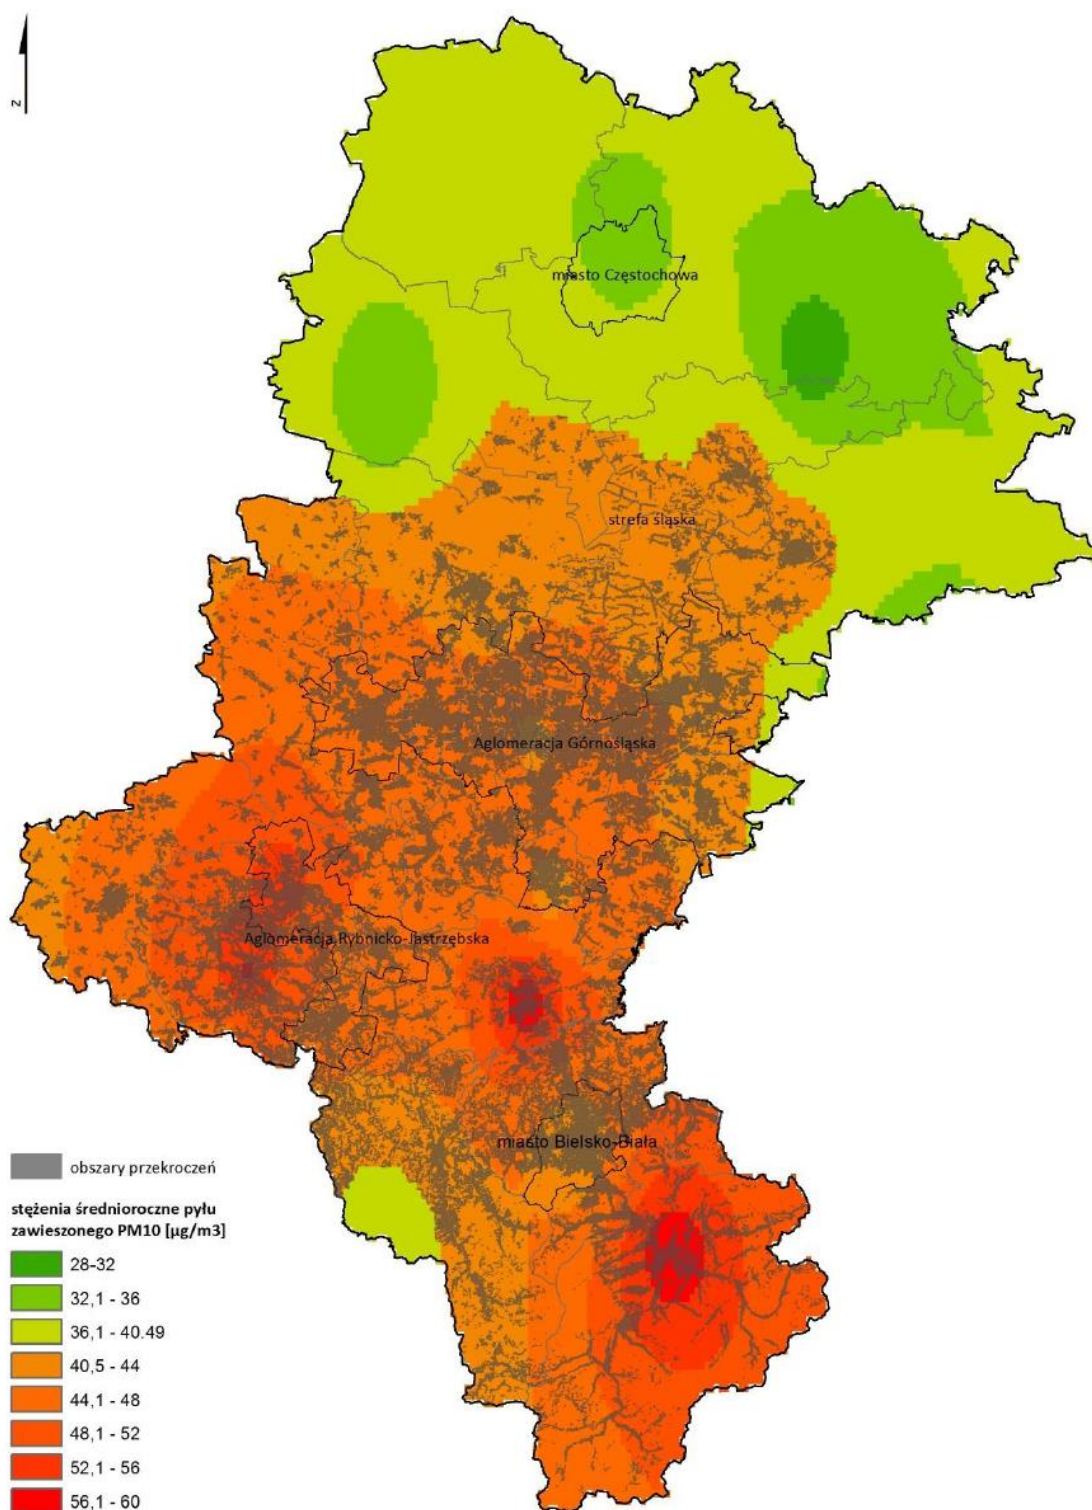 z
miasto Częstochowa
strefa śląska
Aglomeracja Górnośląska
Aglomeracja Rybnicko-Jastrzębska
miasto Bielsko-Biała
obszary przekroczeń
stężenia średnioroczne pyłu
zawieszonego PM10 [µg/m3]
28-32
32,1 - 36
36,1 - 40.49
40,5 - 44
44,1 - 48
48,1 - 52
52,1 - 56
56,1 - 60